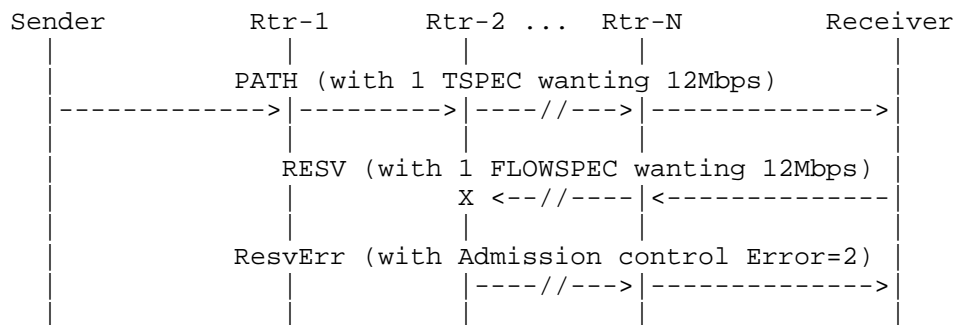 Sender Rtr-1 Rtr-2 ... Rtr-N Receiver
PATH (with 1 TSPEC wanting 12Mbps)
|------------->|--------->|----//--->|-------------->|
RESV (with 1 FLOWSPEC wanting 12Mbps)
X <--//----|<--------------|
ResvErr (with Admission control Error=2)
|----//--->|-------------->|